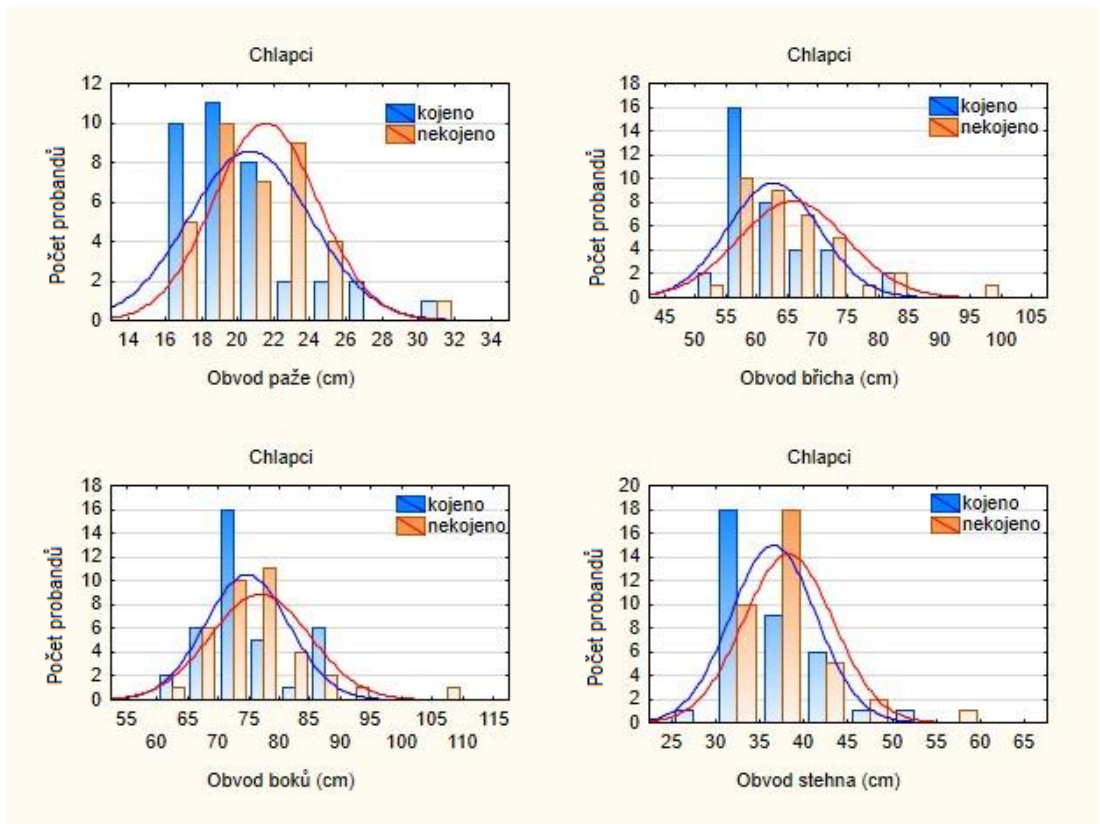 Chlapci
12
10
8
6
4
2
0
Počet probandů
kojeno
nekojeno
14 16 18 20 22 24 26 28 30 32 34
Obvod paže (cm)
Chlapci
18
16
14
12
10
8
6
4
2
0
Počet probandů
kojeno
nekojeno
45 55 65 75 85 95 105
50 60 70 80 90 100
Obvod břicha (cm)
Chlapci
18
16
14
12
10
8
6
4
2
0
Počet probandů
kojeno
nekojeno
55 65 75 85 95 105 115
60 70 80 90 100 110
Obvod boků (cm)
Chlapci
20
18
16
14
12
10
8
6
4
2
0
Počet probandů
kojeno
nekojeno
25 30 35 40 45 50 55 60 65
Obvod stehna (cm)